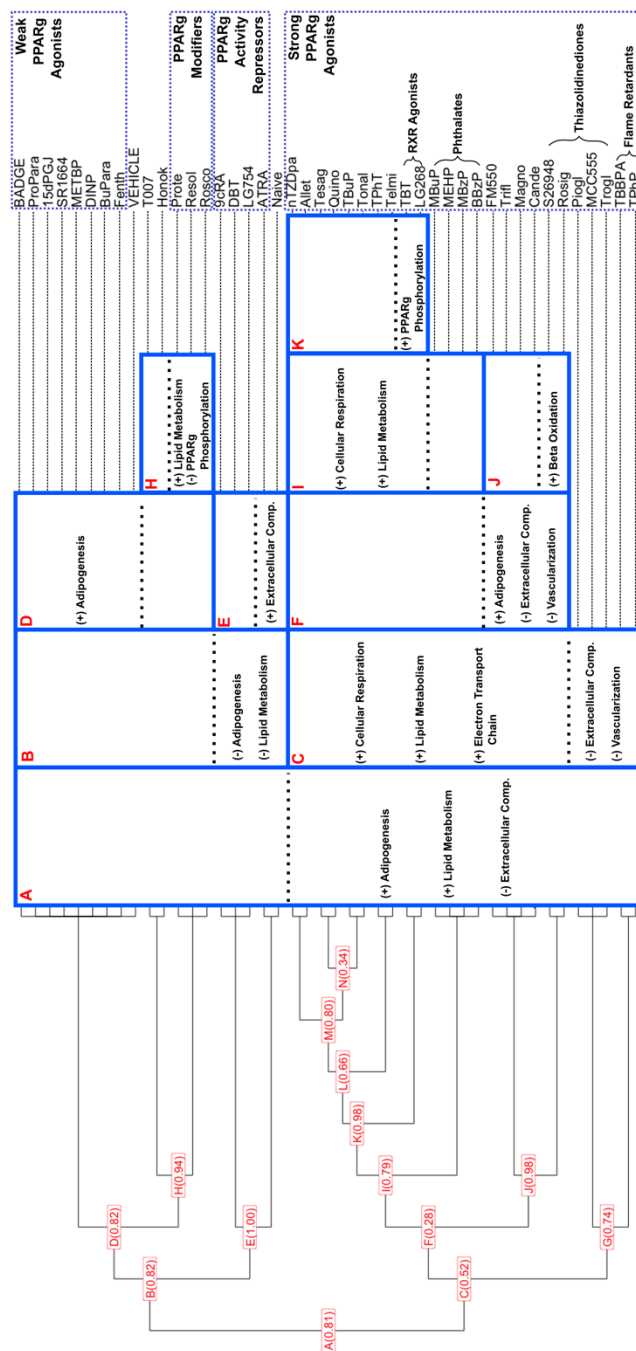 Weak
PPARg
Agonists
PPARg
Modifiers
PPARg
Activity
Repressors
Strong
PPARg
Agonists
BADGE
ProPara
15dPGJ
SR1664
METBP
DINP
BuPara
Fenth
VEHICLE
T007
Honok
Prote
Resol
Rosco
9cRA
DBT
LG754
ATRA
Naive
nTZDpa
Allet
Tesag
Quino
TBuP
Tonal
TPhT
Telmi
TBT
LG268
MBuP
MEHP
MBzP
BBzP
FM550
Trifl
Magno
Cande
S26948
Rosig
Piogl
MCC555
Trogl
TBBPA
TPhP
RXR Agonists
Phthalates
Thiazolidinediones
Flame Retardants
K
(+) PPARg
Phosphorylation
H
(+) Lipid Metabolism
(-) PPARg
Phosphorylation
I
(+) Cellular Respiration
(+) Lipid Metabolism
J
(+) Beta Oxidation
D
(+) Adipogenesis
E
(+) Extracellular Comp.
F
(+) Adipogenesis
(-) Extracellular Comp.
(-) Vascularization
B
(-) Adipogenesis
(-) Lipid Metabolism
C
(+) Cellular Respiration
(+) Lipid Metabolism
(+) Electron Transport
Chain
(-) Extracellular Comp.
(-) Vascularization
A
(+) Adipogenesis
(+) Lipid Metabolism
(-) Extracellular Comp.
N(0.34)
M(0.80)
L(0.66)
K(0.98)
H(0.94)
I(0.79)
J(0.98)
D(0.82)
E(1.00)
F(0.28)
G(0.74)
B(0.82)
C(0.52)
A(0.81)